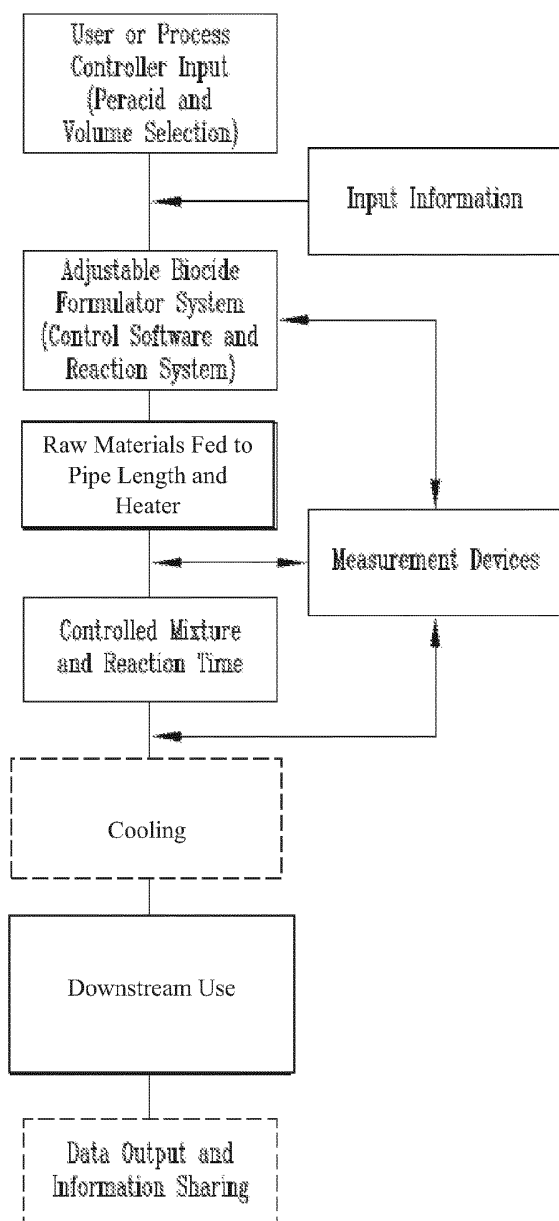 User or Process
Controller Input
(Peracid and
Volume Selection)
Input Information
Adjustable Biocide
Formulator System
(Control Software and
Reaction System)
Raw Materials Fed to
Pipe Length and
Heater
Measurement Devices
Controlled Mixture
and Reaction Time
Cooling
Downstream Use
Data Output and
Information Sharing